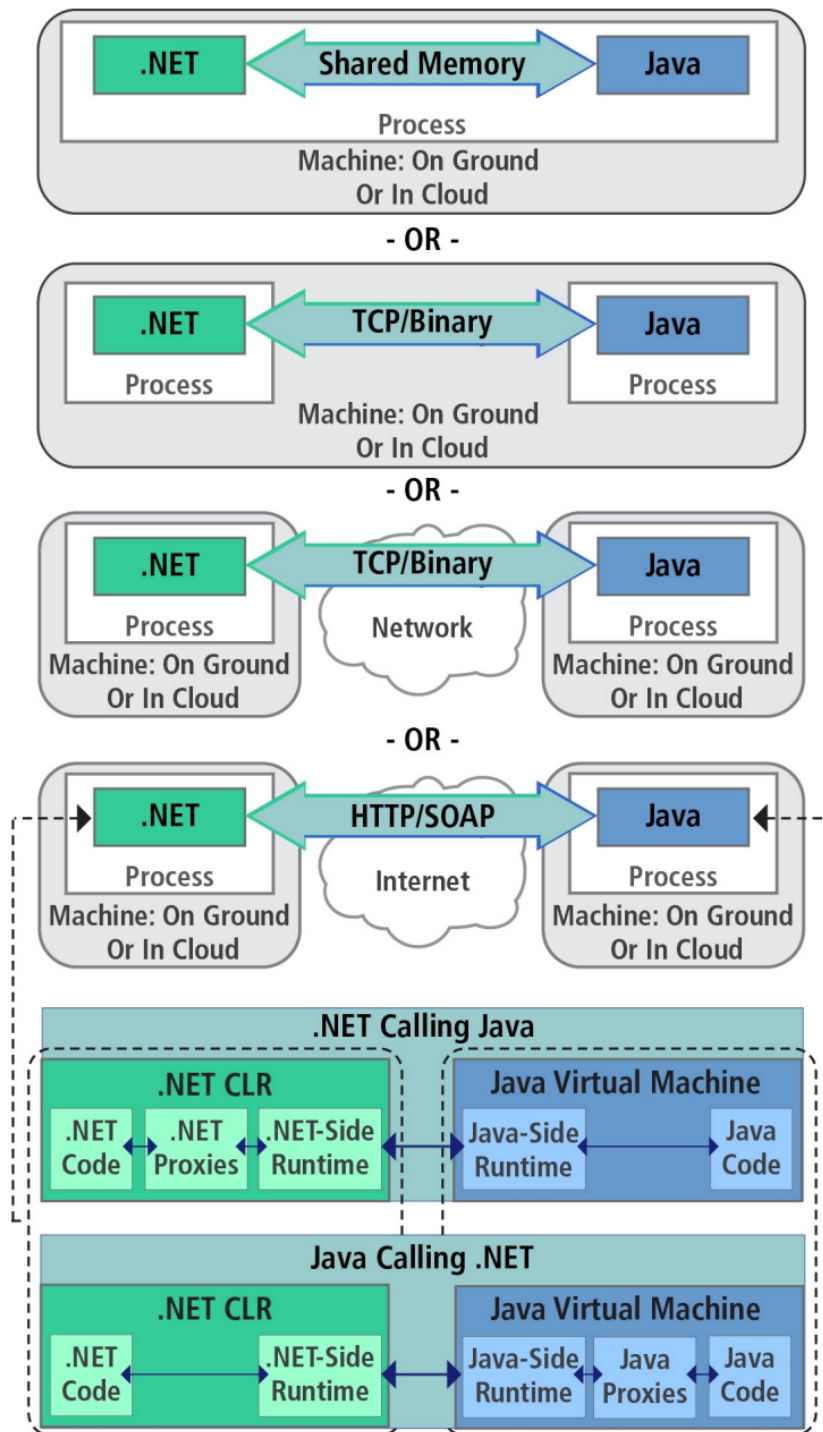 .NET
Shared Memory
Java
Process
Machine: On Ground
Or In Cloud
- OR -
.NET
TCP/Binary
Java
Process
Process
Machine: On Ground
Or In Cloud
- OR -
.NET
TCP/Binary
Java
Process
Network
Process
Machine: On Ground
Or In Cloud
Machine: On Ground
Or In Cloud
- OR -
.NET
HTTP/SOAP
Java
Process
Internet
Process
Machine: On Ground
Or In Cloud
Machine: On Ground
Or In Cloud
.NET Calling Java
.NET CLR
.NET
Code
.NET
Proxies
.NET-Side
Runtime
Java Virtual Machine
Java-Side
Runtime
Java
Code
Java Calling .NET
.NET CLR
.NET
Code
.NET-Side
Runtime
Java Virtual Machine
Java-Side
Runtime
Java
Proxies
Java
Code